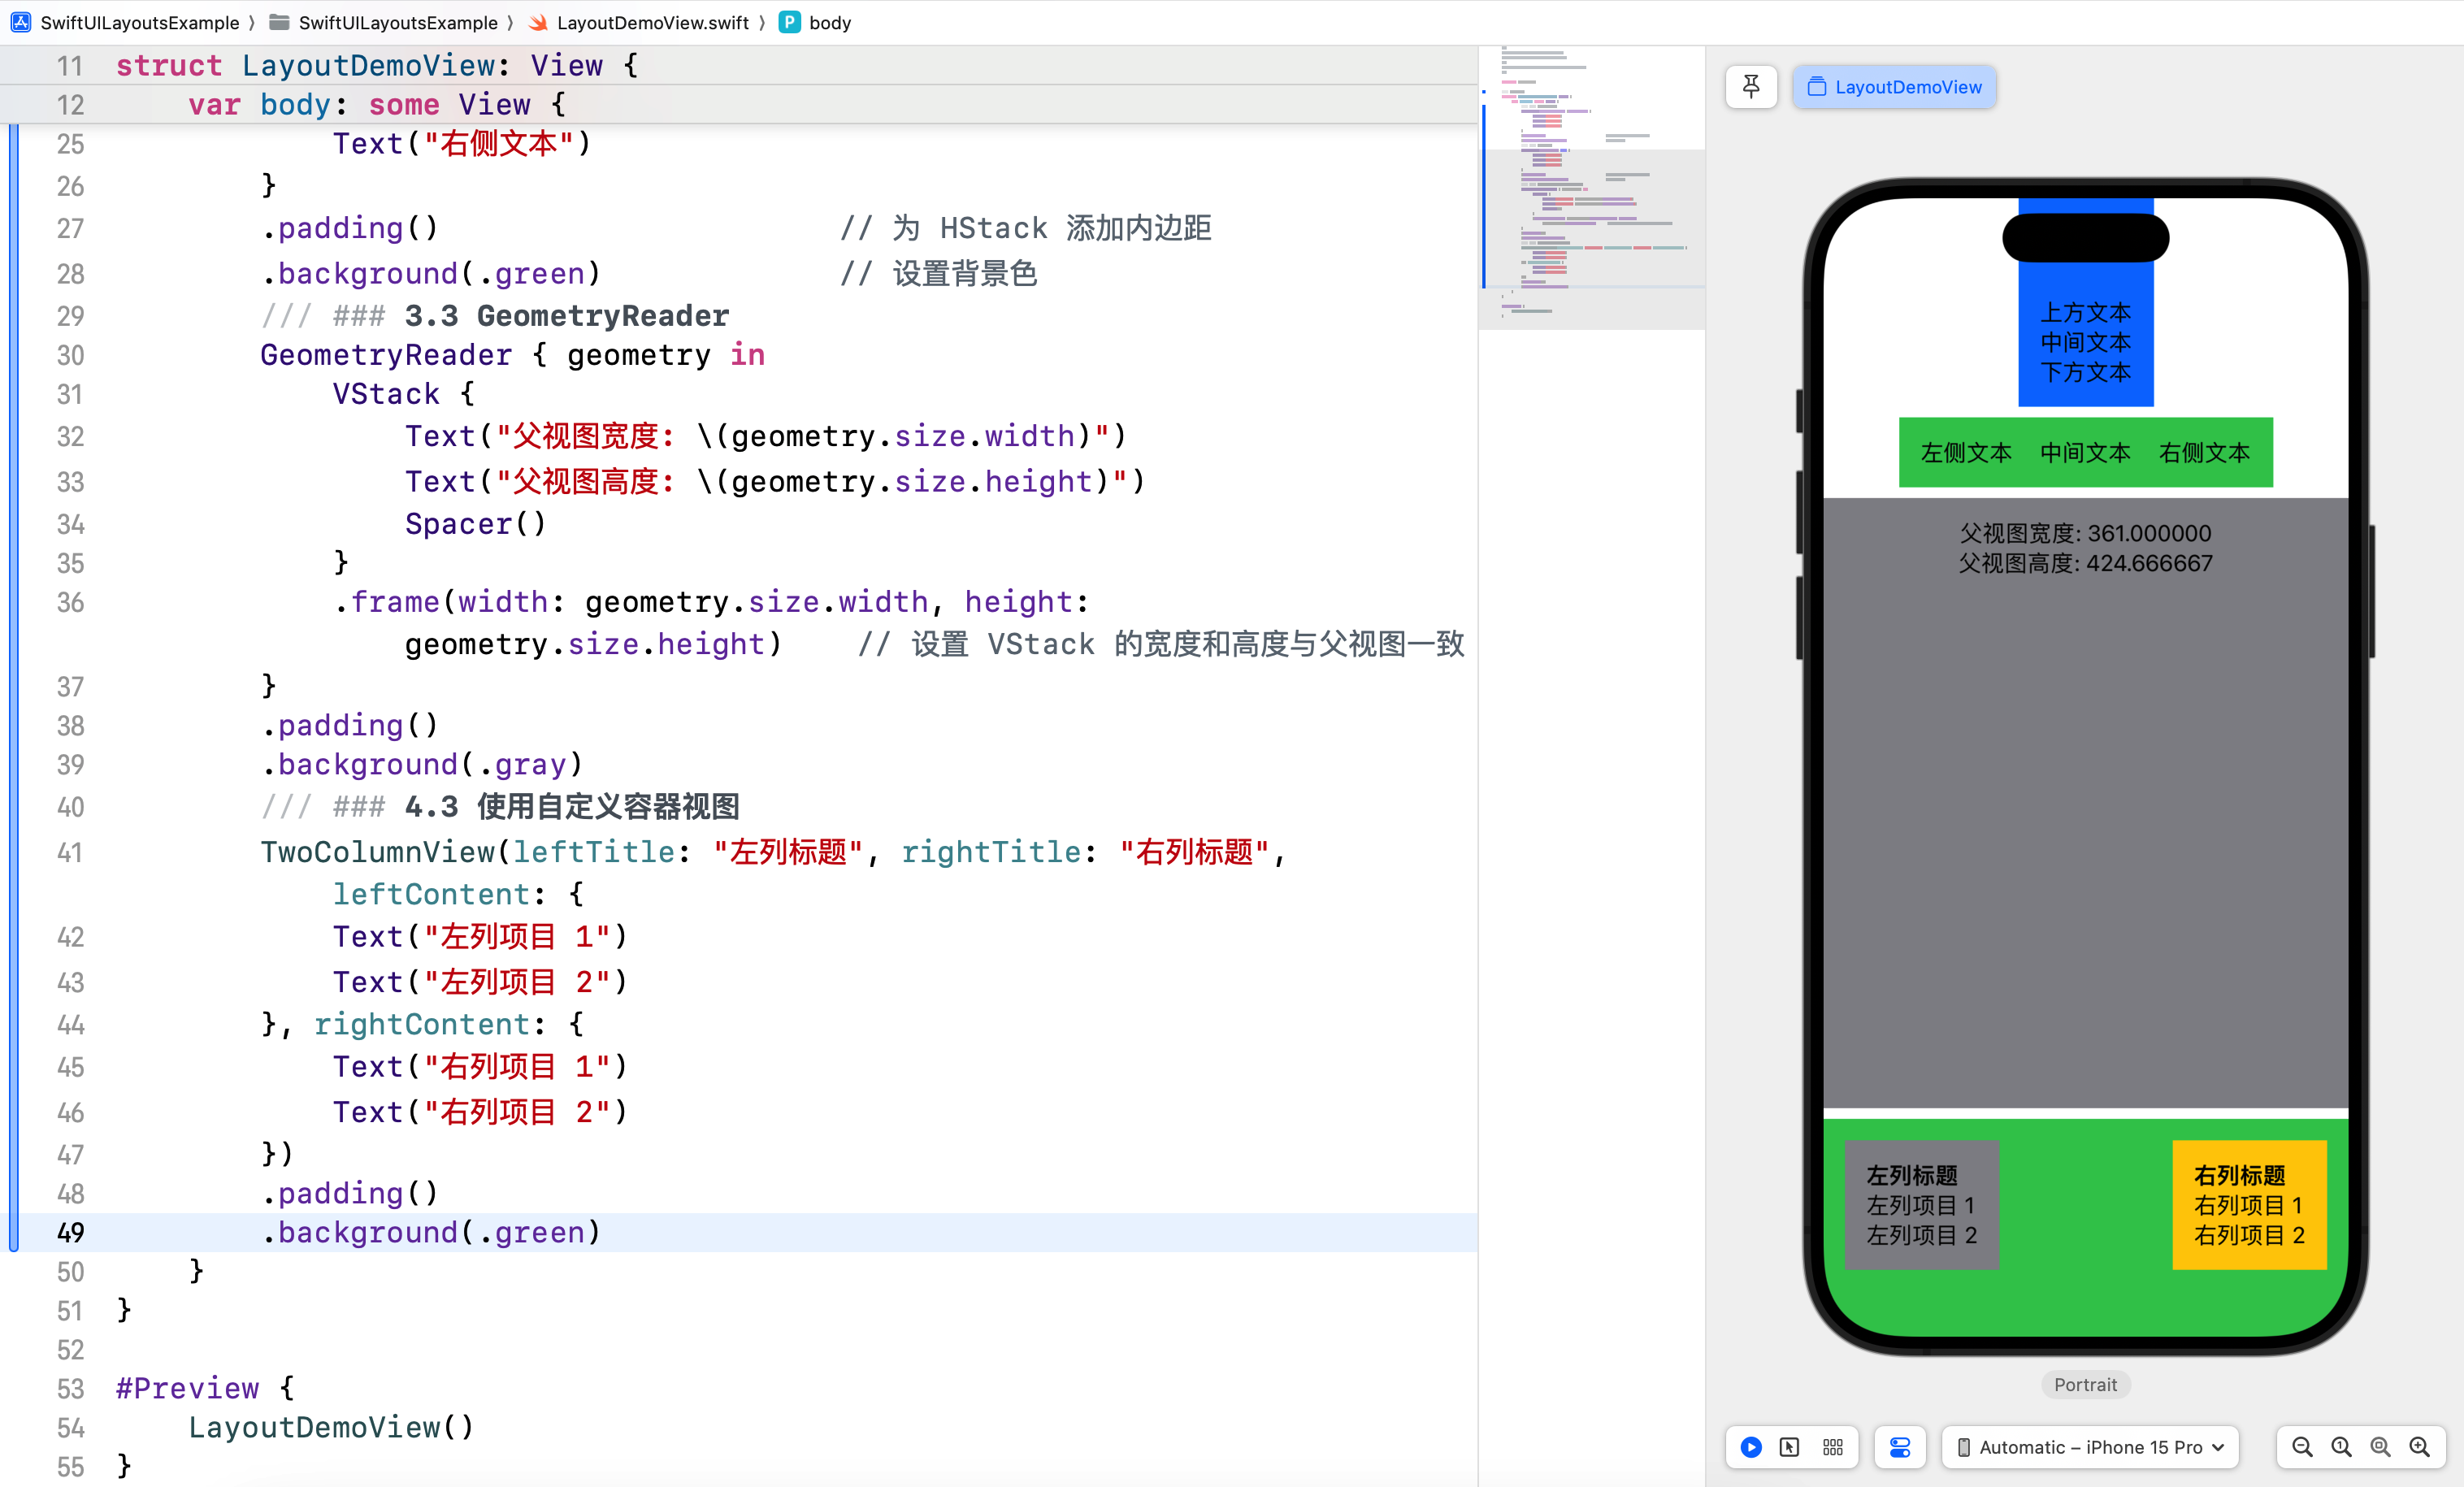 SwiftUILayoutsExample 〉 SwiftUILayoutsExample 〉 LayoutDemoView.swift 〉 P body
11 struct LayoutDemoView: View {
12 var body: some View {
25 Text("右侧文本")
26 }
27 .padding() // 为 HStack 添加内边距
28 .background(.green) // 设置背景色
29 /// ### 3.3 GeometryReader
30 GeometryReader { geometry in
31 VStack {
32 Text("父视图宽度: \(geometry.size.width)")
33 Text("父视图高度: \(geometry.size.height)")
34 Spacer()
35 }
36 .frame(width: geometry.size.width, height:
geometry.size.height) // 设置 VStack 的宽度和高度与父视图一致
37 }
38 .padding()
39 .background(.gray)
40 /// ### 4.3 使用自定义容器视图
41 TwoColumnView(leftTitle: "左列标题", rightTitle: "右列标题",
leftContent: {
42 Text("左列项目 1")
43 Text("左列项目 2")
44 }, rightContent: {
45 Text("右列项目 1")
46 Text("右列项目 2")
47 })
48 .padding()
49 .background(.green)
50 }
51 }
52
53 #Preview {
54 LayoutDemoView()
55 }
LayoutDemoView
上方文本
中间文本
下方文本
左侧文本 中间文本 右侧文本
父视图宽度: 361.000000
父视图高度: 424.666667
左列标题
左列项目 1
左列项目 2
右列标题
右列项目 1
右列项目 2
Portrait
Automatic – iPhone 15 Pro